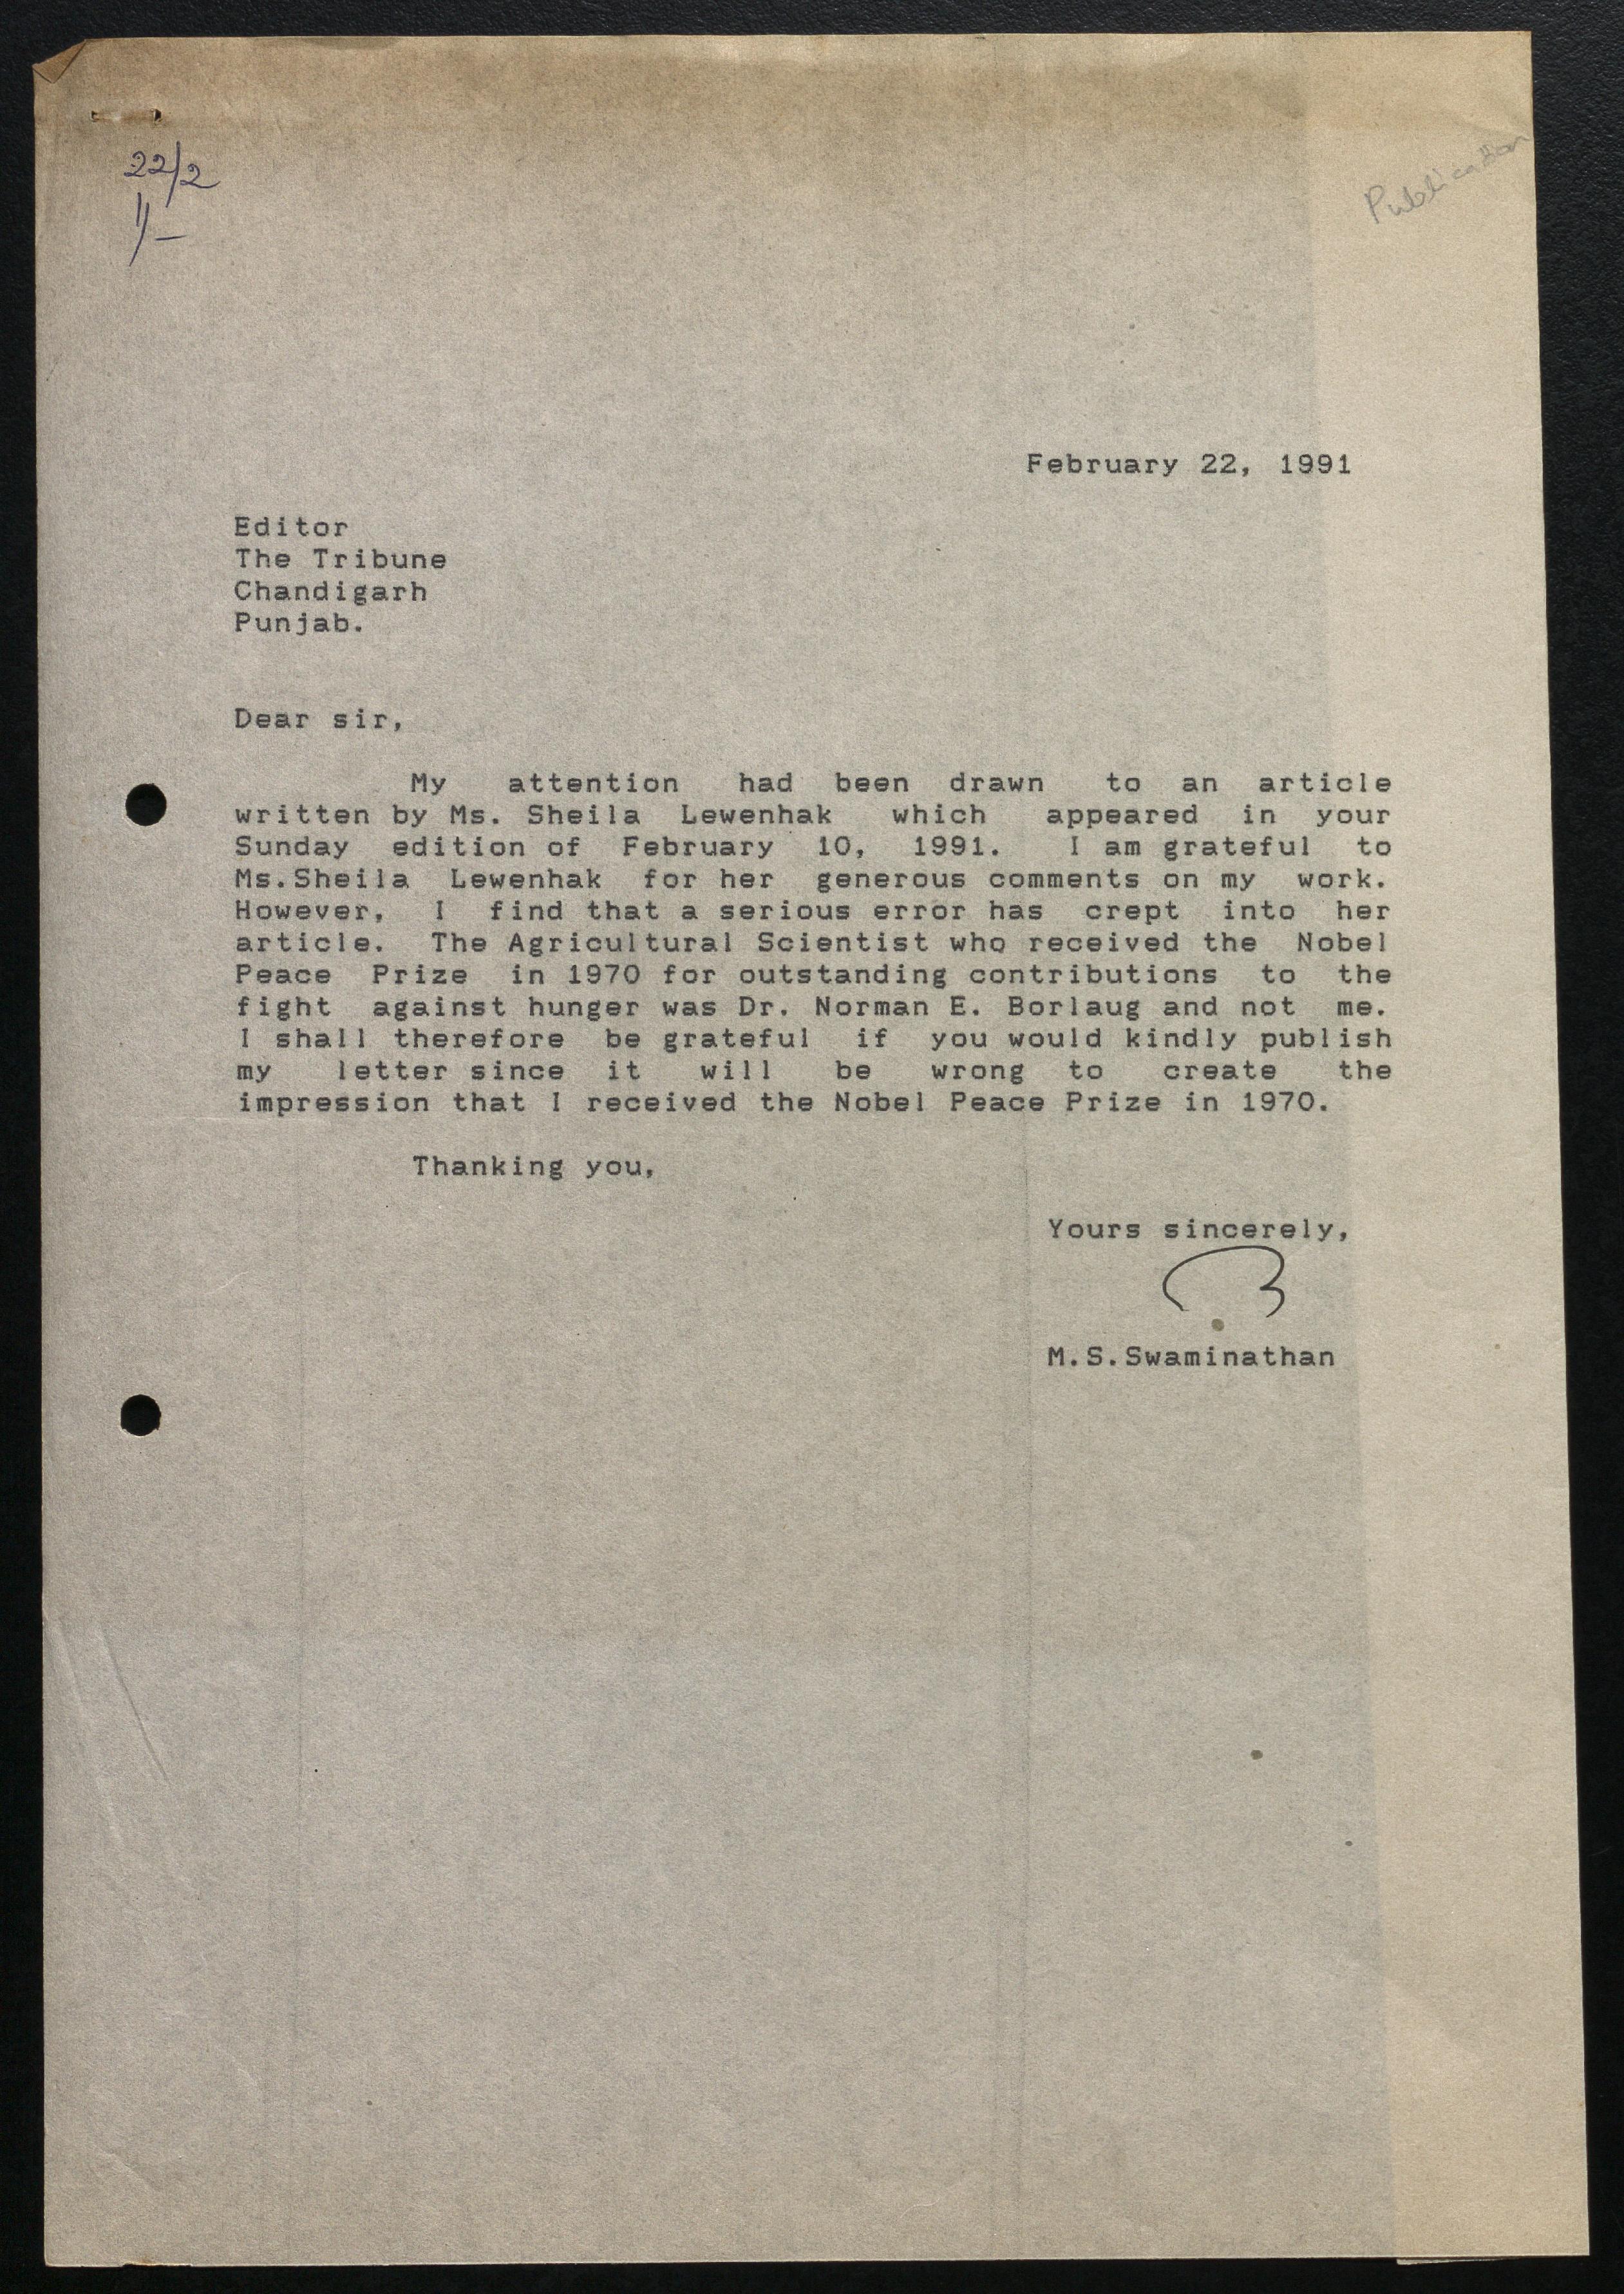 22/2
Publication
February 22, 1991
Editor
The Tribune
Chandigarh
Punjab.
Dear sir,
My attention had been drawn to an article
written by Ms. Sheila Lewenhak which appeared in your
Sunday edition of February 10, 1991. I am grateful to
Ms.Sheila Lewenhak for her generous comments on my work.
However, I find that a serious error has crept into her
article. The Agricultural Scientist who received the Nobel
Peace Prize in 1970 for outstanding contributions to the
fight against hunger was Dr. Norman E. Borlaug and not me.
I shall therefore be grateful if you would kindly publish
my letter since it will be wrong to create the
impression that I received the Nobel Peace Prize in 1970.
Thanking you,
Yours sincerely,
M.S.Swaminathan